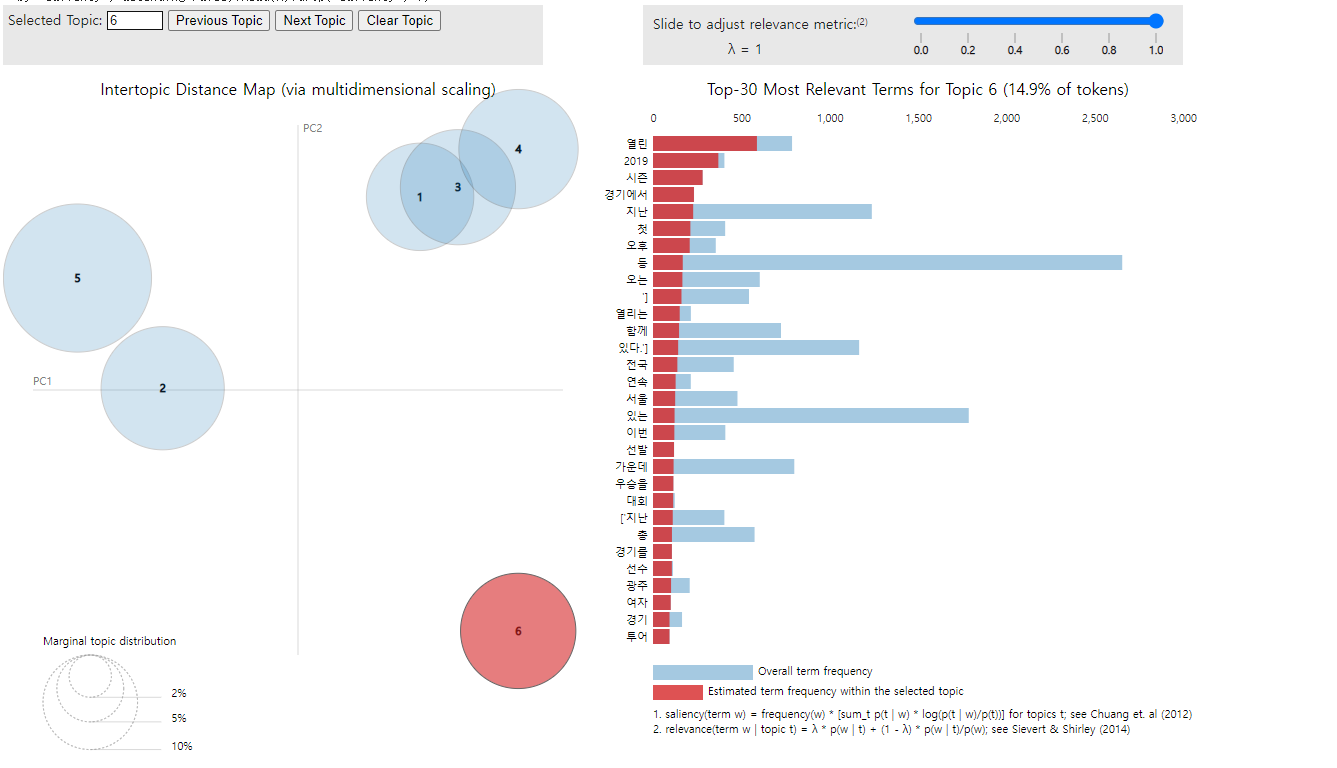 Selected Topic: 6 Previous Topic Next Topic Clear Topic
Slide to adjust relevance metric:(2)
λ = 1
0.0 0.2 0.4 0.6 0.8 1.0
Intertopic Distance Map (via multidimensional scaling)
PC2
PC1
1
3
4
5
2
6
Marginal topic distribution
2%
5%
10%
Top-30 Most Relevant Terms for Topic 6 (14.9% of tokens)
0 500 1,000 1,500 2,000 2,500 3,000
열린
2019
시즌
경기에서
지난
첫
오후
등
오는
']
열리는
함께
있다.']
전국
연속
서울
있는
이번
선발
가운데
우승을
대회
['지난
총
경기를
선수
광주
여자
경기
투어
Overall term frequency
Estimated term frequency within the selected topic
1. saliency(term w) = frequency(w) * [sum_t p(t | w) * log(p(t | w)/p(t))] for topics t; see Chuang et. al (2012)
2. relevance(term w | topic t) = λ * p(w | t) + (1 - λ) * p(w | t)/p(w); see Sievert & Shirley (2014)